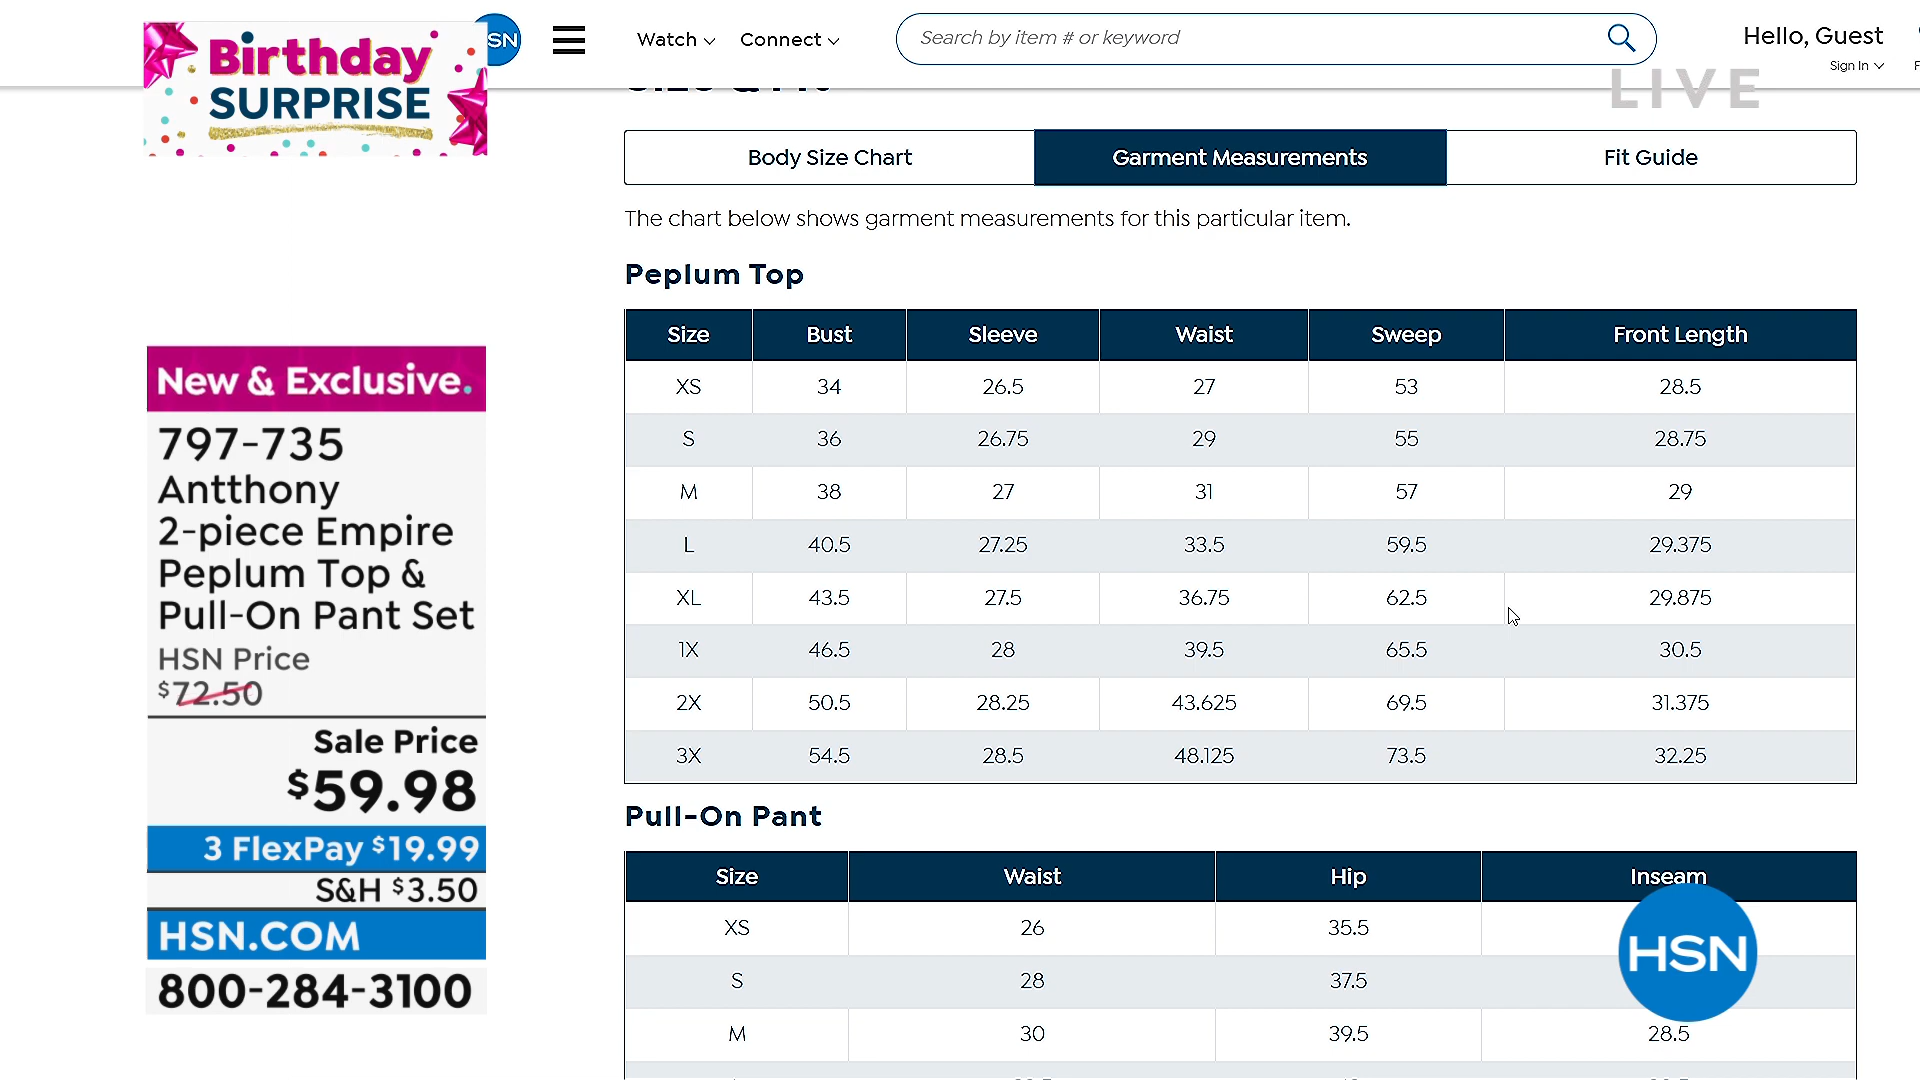 Birthday
SURPRISE
HSN
Watch
Connect
Search by item # or keyword
Hello, Guest
Sign In
LIVE
Body Size Chart
Garment Measurements
Fit Guide
The chart below shows garment measurements for this particular item.
Peplum Top
Size Bust Sleeve Waist Sweep Front Length
XS 34 26.5 27 53 28.5
S 36 26.75 29 55 28.75
M 38 27 31 57 29
L 40.5 27.25 33.5 59.5 29.375
XL 43.5 27.5 36.75 62.5 29.875
1X 46.5 28 39.5 65.5 30.5
2X 50.5 28.25 43.625 69.5 31.375
3X 54.5 28.5 48.125 73.5 32.25
Pull-On Pant
Size Waist Hip Inseam
XS 26 35.5
S 28 37.5
M 30 39.5 28.5
HSN
New & Exclusive.
797-735
Antthony
2-piece Empire
Peplum Top &
Pull-On Pant Set
HSN Price
$72.50
Sale Price
$59.98
3 FlexPay $19.99
S&H $3.50
HSN.COM
800-284-3100